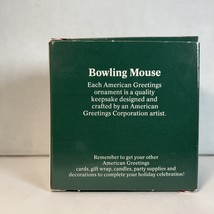 Bowling Mouse
Each American Greetings
ornament is a quality
keepsake designed and
crafted by an American
Greetings Corporation artist.
Remember to get your other
American Greetings
cards, gift wrap, candles, party supplies and
decorations to complete your holiday celebration!